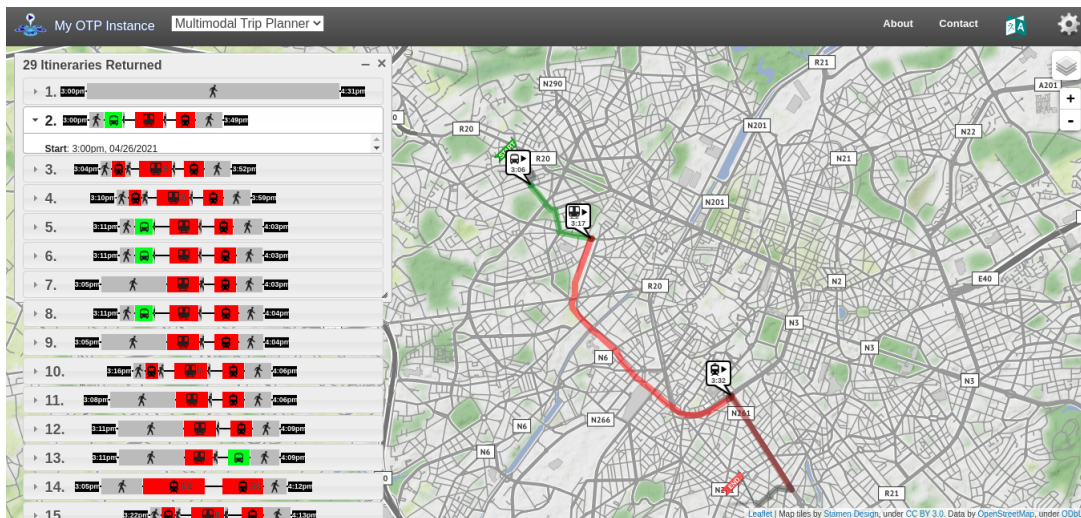 My OTP Instance Multimodal Trip Planner About Contact
29 Itineraries Returned
1. 3:00pm 4:31pm
2. 3:00pm 3:49pm
Start: 3:00pm, 04/26/2021
3. 3:04pm 3:52pm
4. 3:10pm 3:59pm
5. 3:11pm 4:03pm
6. 3:11pm 4:03pm
7. 3:05pm 4:03pm
8. 3:11pm 4:04pm
9. 3:05pm 4:04pm
10. 3:16pm 4:06pm
11. 3:08pm 4:06pm
12. 3:11pm 4:09pm
13. 3:11pm 4:09pm
14. 3:05pm 4:12pm
15. 3:22pm 4:13pm
R21
N290
A201
+
-
R20
N201
N22
START
R20
3:06
N21
N201
3:17
E40
N2
R20
N3
N6
N3
3:32
N3
N261
N266
N6
N6
END
R21
Leaflet | Map tiles by Stamen Design, under CC BY 3.0. Data by OpenStreetMap, under ODbL